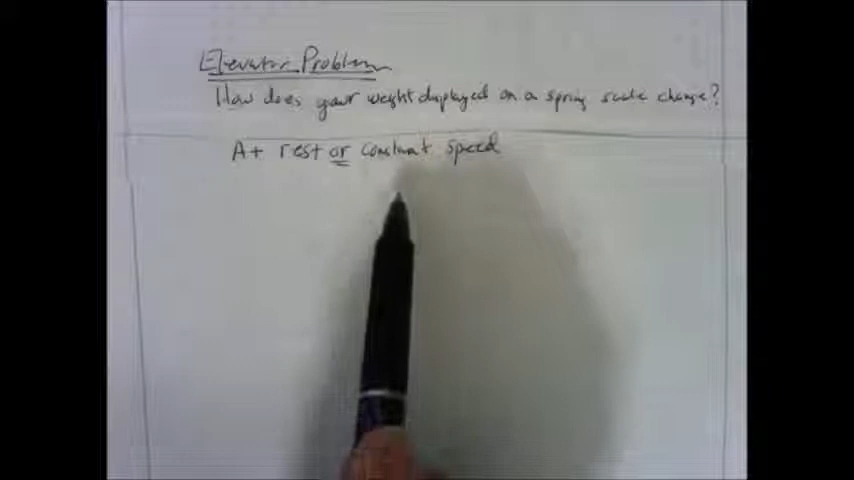 Elevator Problem
How does your weight displayed on a spring scale change?
At rest or constant speed